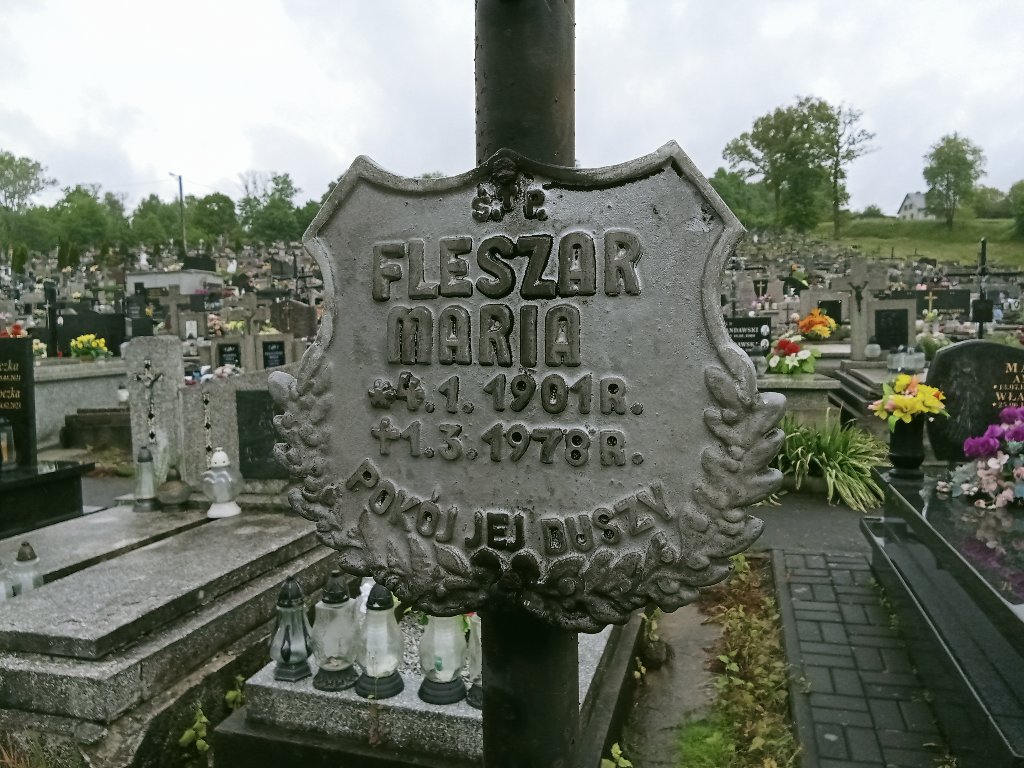 Ś.†P.
FLESZAR
MARIA
*4.1.1901R.
†1.3.1978R.
POKÓJ JEJ DUSZY